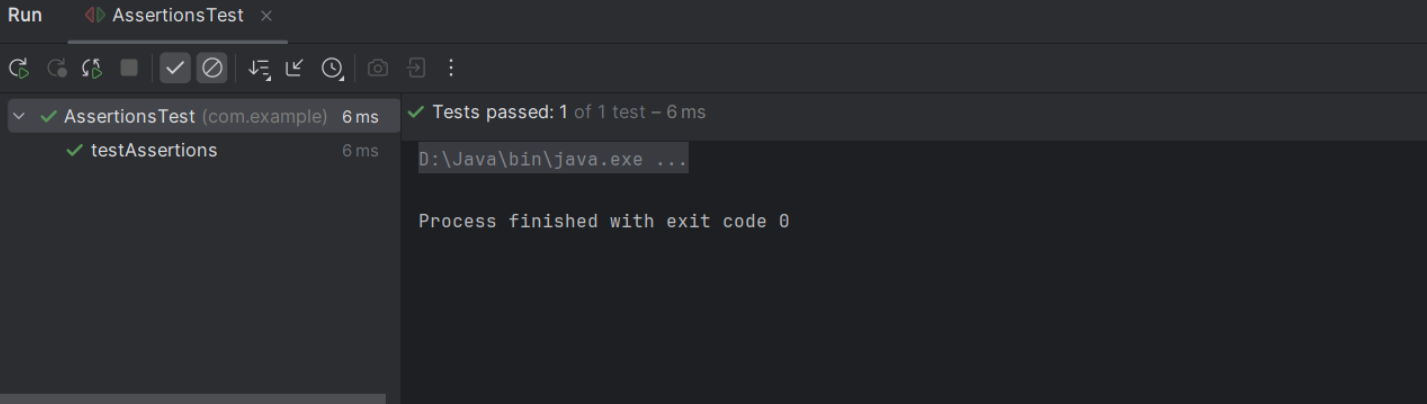 Run AssertionsTest
AssertionsTest (com.example) 6 ms
testAssertions 6 ms
Tests passed: 1 of 1 test – 6 ms
D:\Java\bin\java.exe ...
Process finished with exit code 0